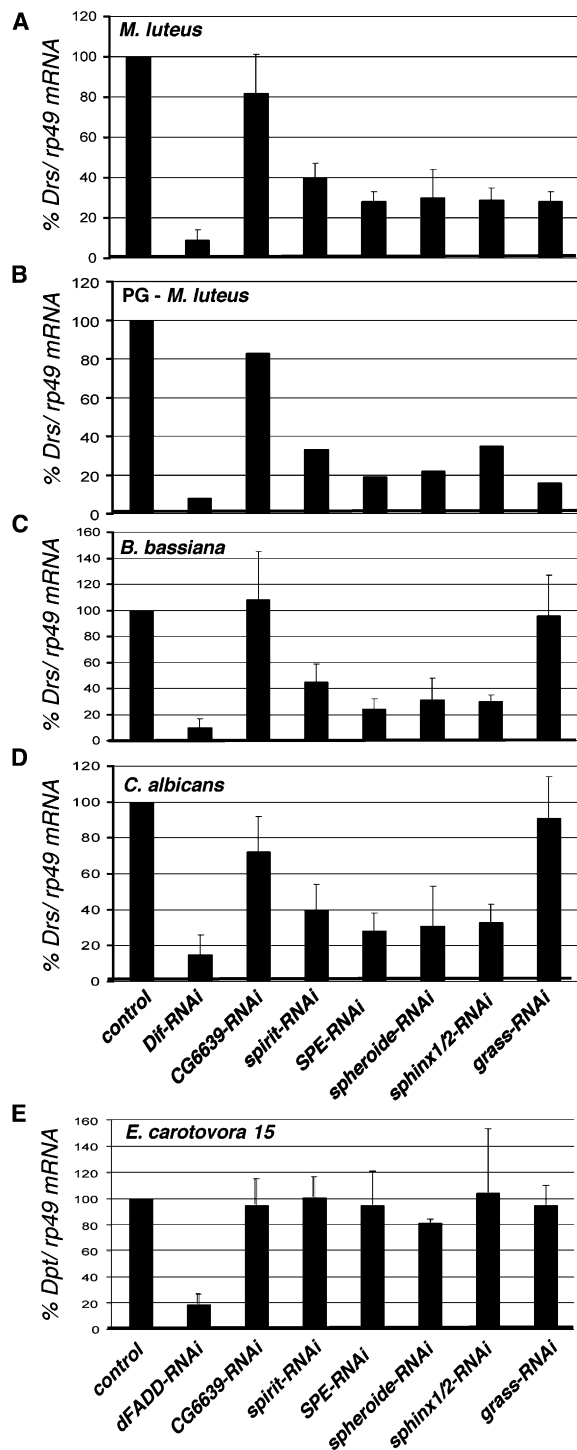 A
M. luteus
% Drs/ rp49 mRNA
120
100
80
60
40
20
0
B
PG - M. luteus
% Drs/ rp49 mRNA
120
100
80
60
40
20
0
C
B. bassiana
% Drs/ rp49 mRNA
160
140
120
100
80
60
40
20
0
D
C. albicans
% Drs/ rp49 mRNA
120
100
80
60
40
20
0
control
Dif-RNAi
CG6639-RNAi
spirit-RNAi
SPE-RNAi
spheroide-RNAi
sphinx1/2-RNAi
grass-RNAi
E
E. carotovora 15
% Dpt/ rp49 mRNA
160
140
120
100
80
60
40
20
0
control
dFADD-RNAi
CG6639-RNAi
spirit-RNAi
SPE-RNAi
spheroide-RNAi
sphinx1/2-RNAi
grass-RNAi